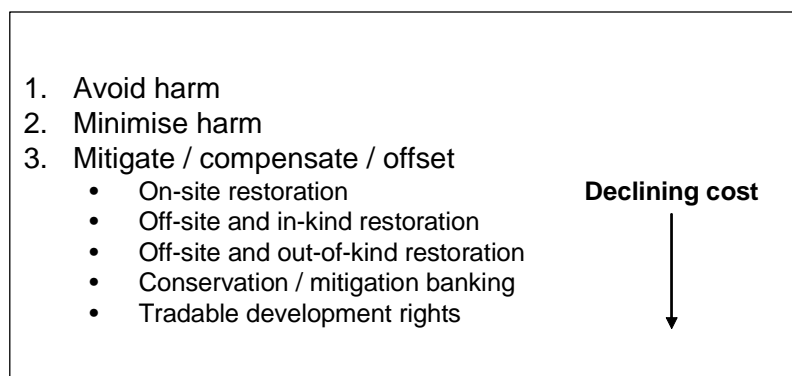 1. Avoid harm
2. Minimise harm
3. Mitigate / compensate / offset
• On-site restoration
Declining cost
• Off-site and in-kind restoration
• Off-site and out-of-kind restoration
• Conservation / mitigation banking
• Tradable development rights